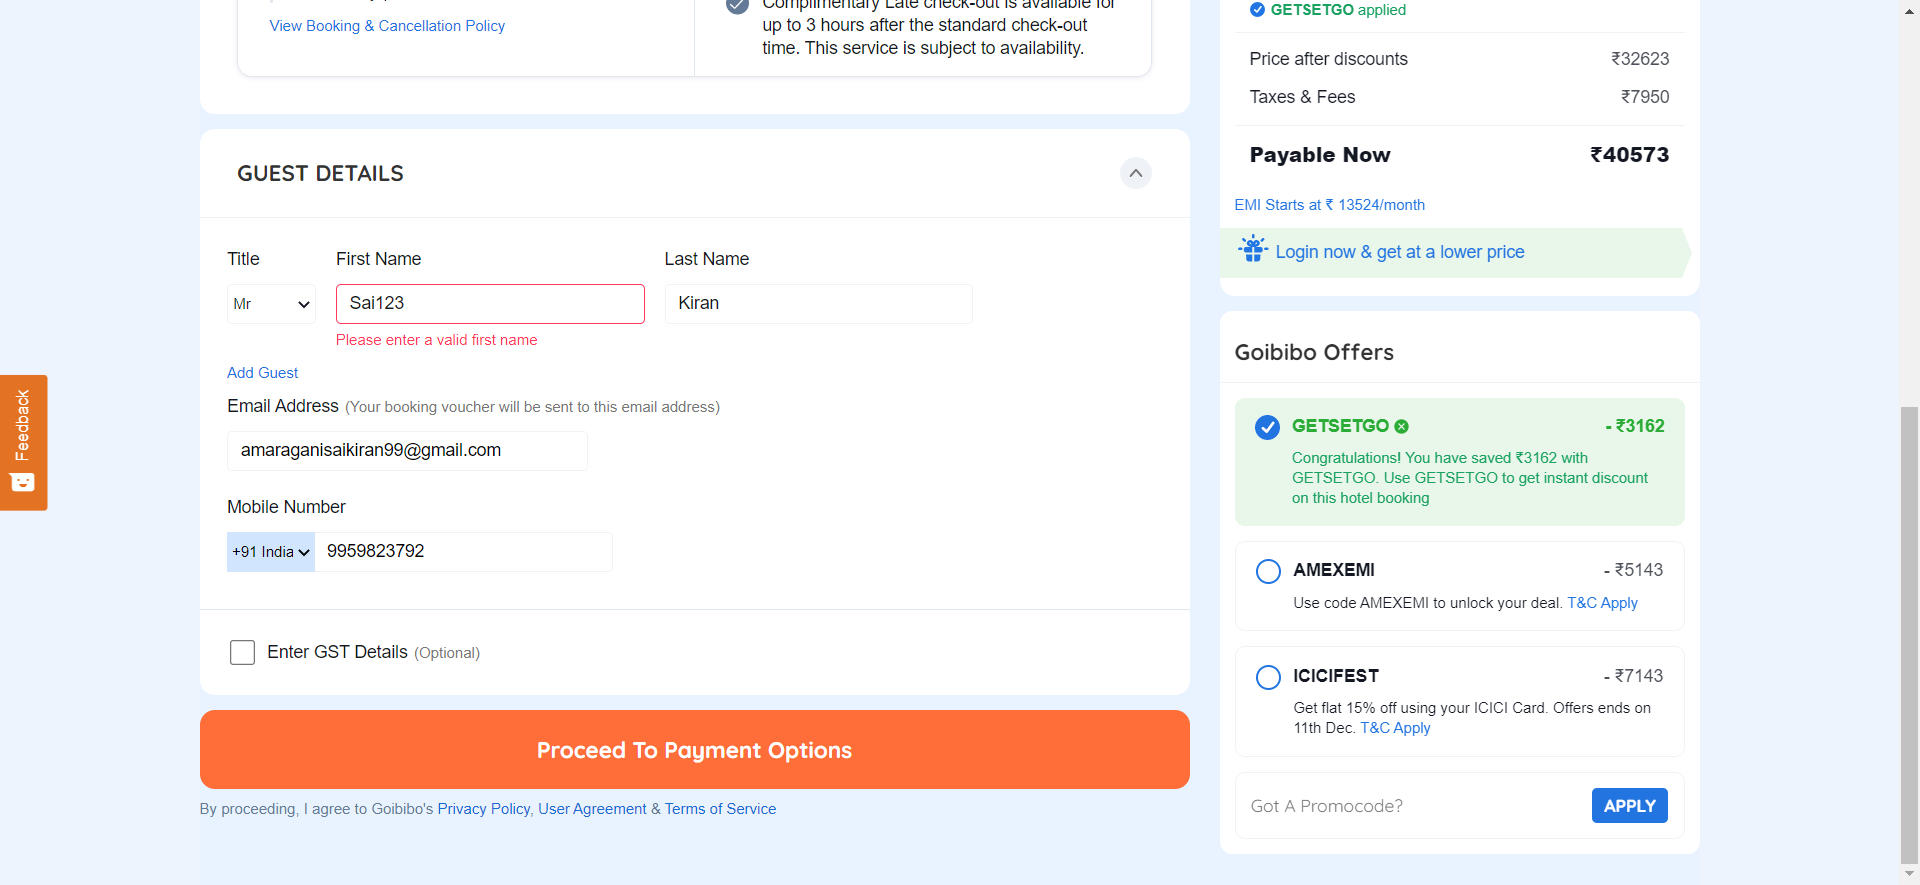 View Booking & Cancellation Policy
Complimentary Late check-out is available for
up to 3 hours after the standard check-out
time. This service is subject to availability.
GUEST DETAILS
Title
First Name
Last Name
Mr
Sai123
Kiran
Please enter a valid first name
Add Guest
Email Address (Your booking voucher will be sent to this email address)
amaraganisaikiran99@gmail.com
Mobile Number
+91 India
9959823792
Enter GST Details (Optional)
Proceed To Payment Options
By proceeding, I agree to Goibibo's Privacy Policy, User Agreement & Terms of Service
Feedback
GETSETGO applied
Price after discounts ₹32623
Taxes & Fees ₹7950
Payable Now ₹40573
EMI Starts at ₹ 13524/month
Login now & get at a lower price
Goibibo Offers
GETSETGO - ₹3162
Congratulations! You have saved ₹3162 with
GETSETGO. Use GETSETGO to get instant discount
on this hotel booking
AMEXEMI - ₹5143
Use code AMEXEMI to unlock your deal. T&C Apply
ICICIFEST - ₹7143
Get flat 15% off using your ICICI Card. Offers ends on
11th Dec. T&C Apply
Got A Promocode? APPLY